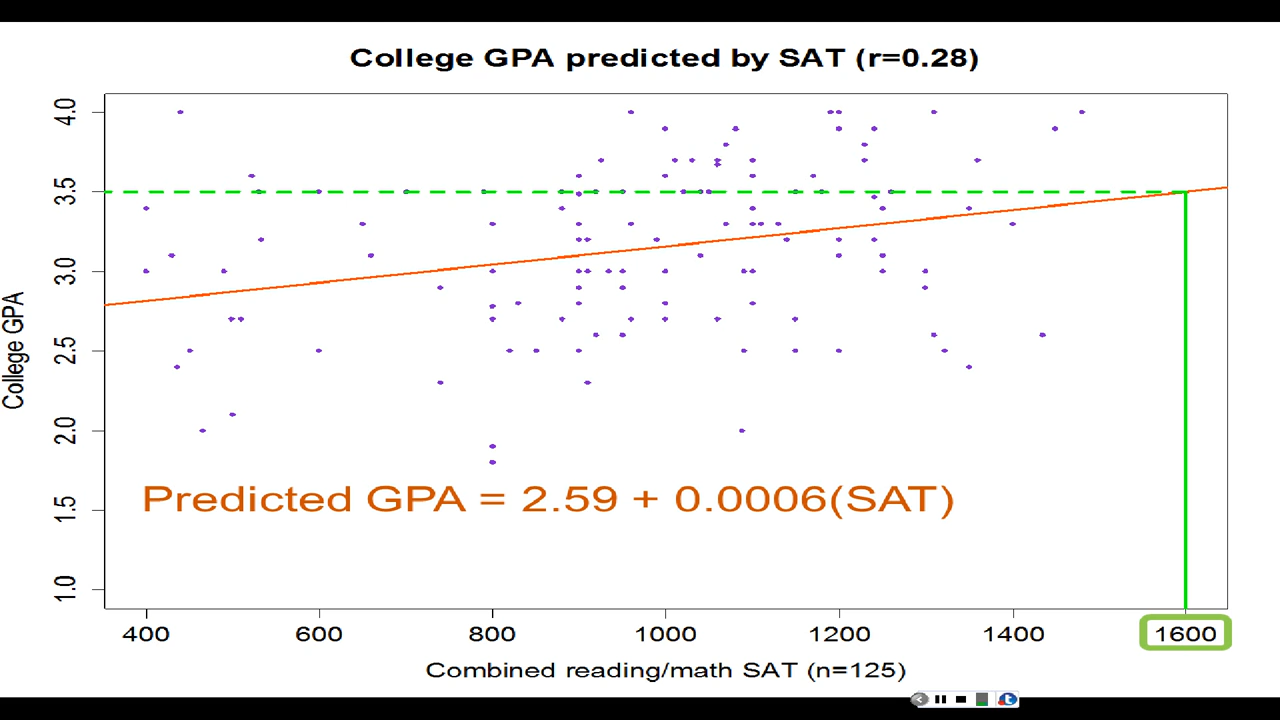 College GPA predicted by SAT (r=0.28)
4.0
3.5
3.0
2.5
2.0
1.5
1.0
College GPA
Predicted GPA = 2.59 + 0.0006(SAT)
400 600 800 1000 1200 1400 1600
Combined reading/math SAT (n=125)